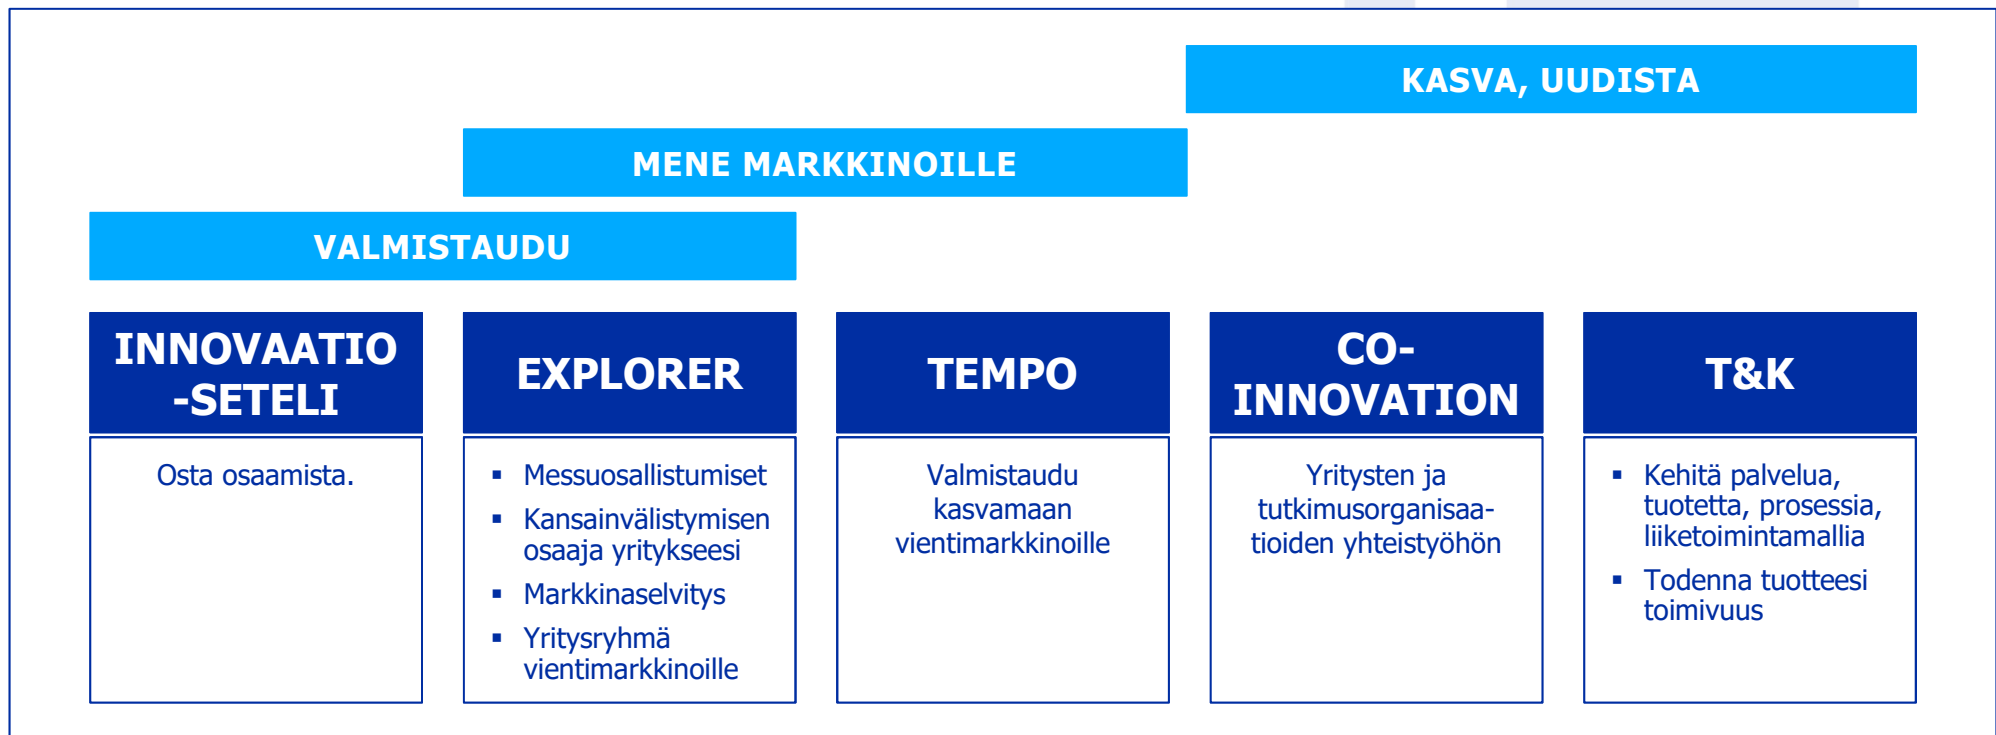 KASVA, UUDISTA
MENE MARKKINOILLE
VALMISTAUDU
INNOVAATIO
-SETELI
Osta osaamista.
EXPLORER
▪ Messuosallistumiset
▪ Kansainvälistymisen
osaaja yritykseesi
▪ Markkinaselvitys
▪ Yritysryhmä
vientimarkkinoille
TEMPO
Valmistaudu
kasvamaan
vientimarkkinoille
CO-
INNOVATION
Yritysten ja
tutkimusorganisaa-
tioiden yhteistyöhön
T&K
▪ Kehitä palvelua,
tuotetta, prosessia,
liiketoimintamallia
▪ Todenna tuotteesi
toimivuus